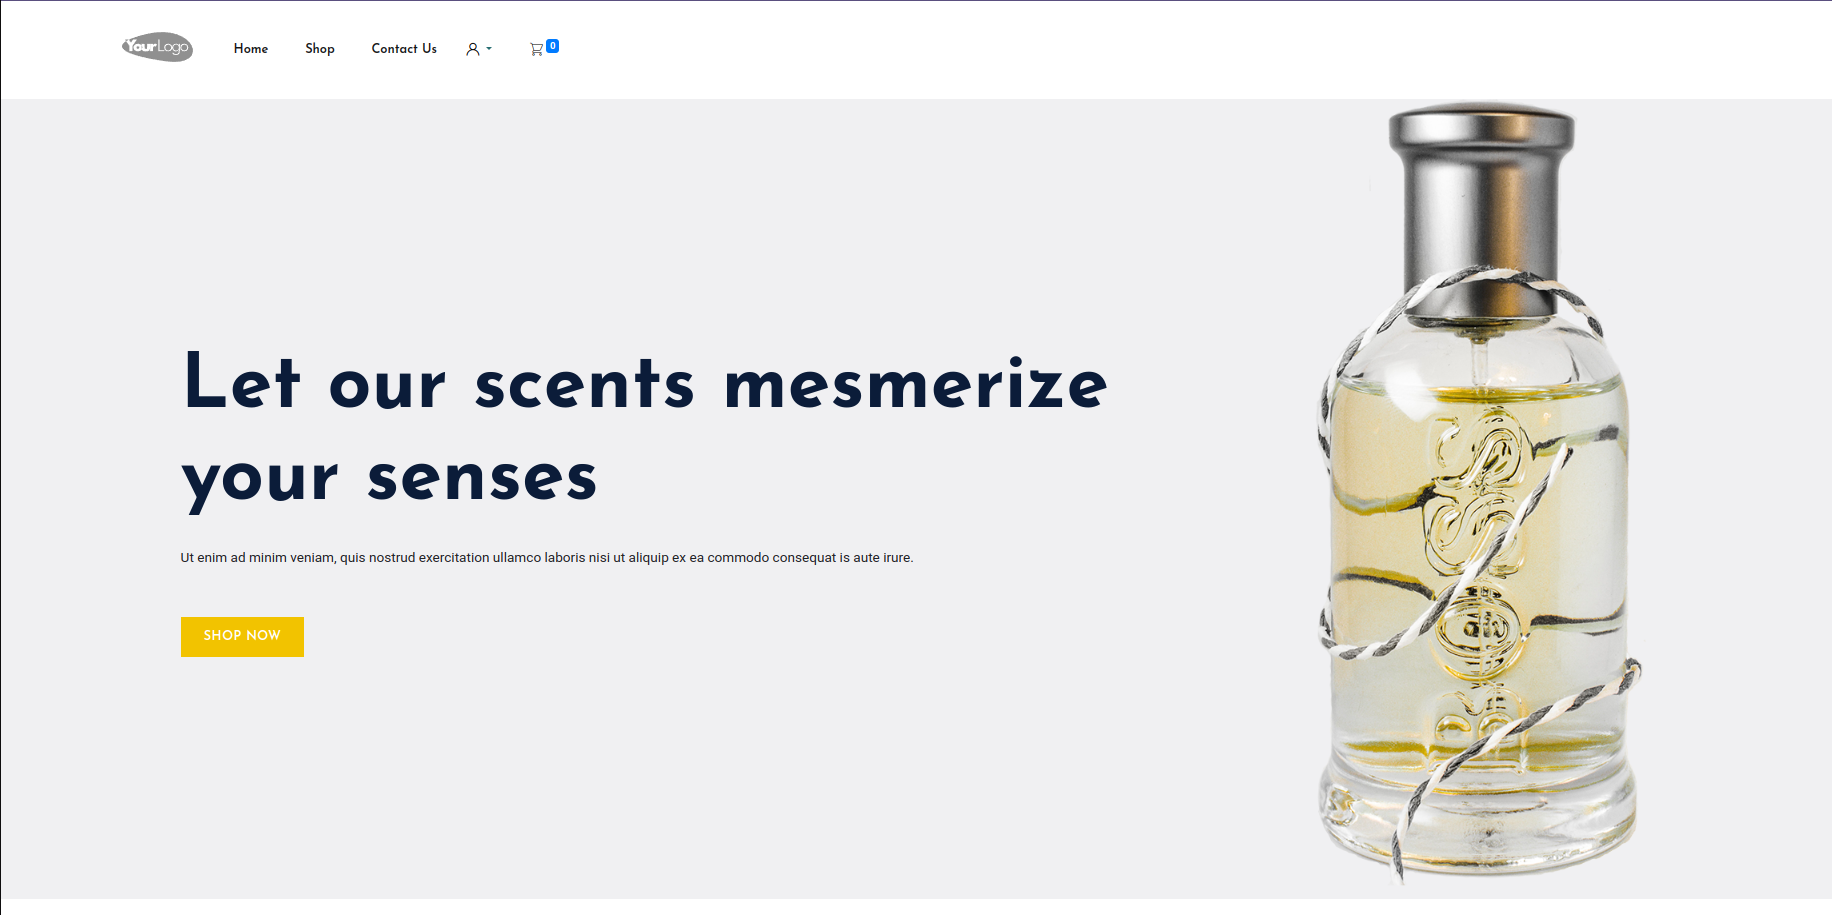 YourLogo
Home
Shop
Contact Us
0
Let our scents mesmerize
your senses
Ut enim ad minim veniam, quis nostrud exercitation ullamco laboris nisi ut aliquip ex ea commodo consequat is aute irure.
SHOP NOW
BOSS